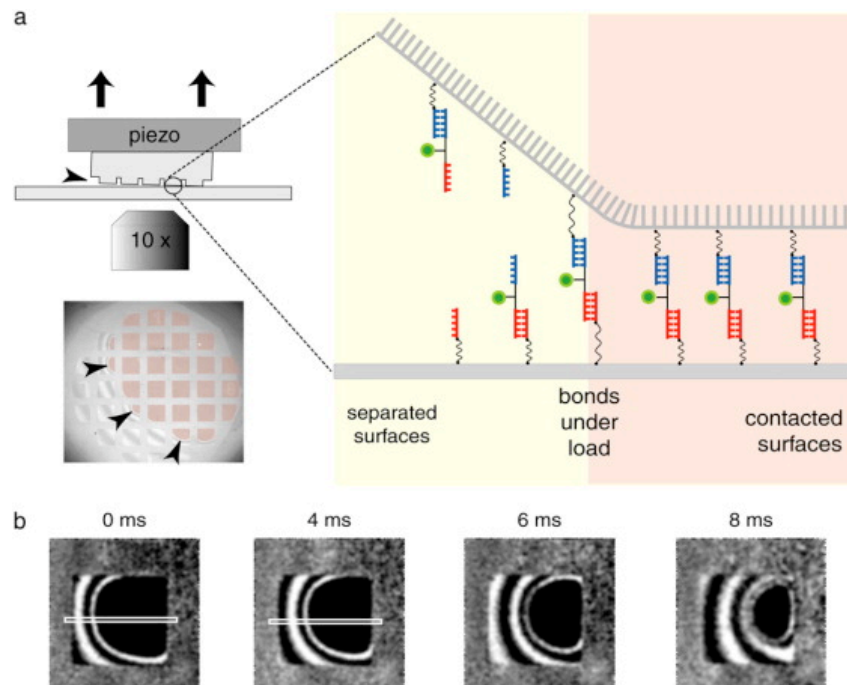 a
piezo
10 x
separated
surfaces
bonds
under
load
contacted
surfaces
b
0 ms
4 ms
6 ms
8 ms